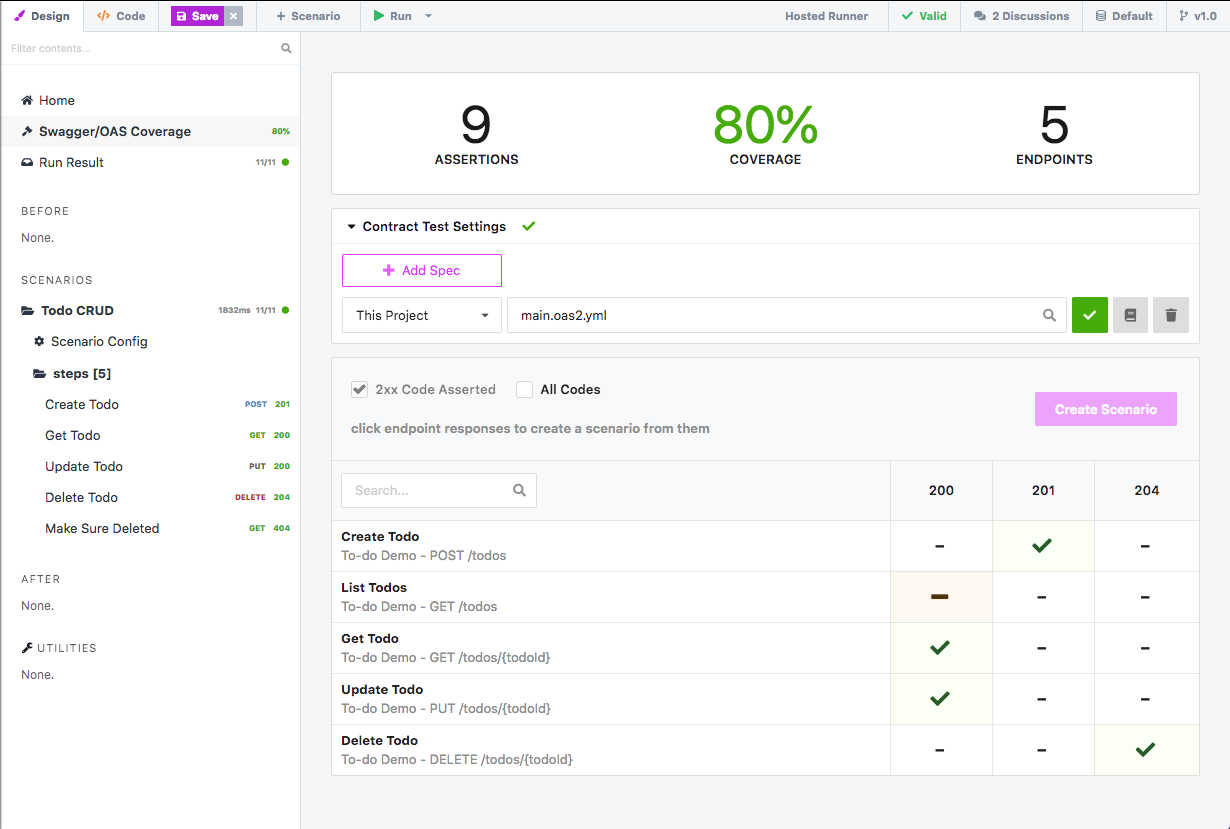 Design
Code
Save
Scenario
Run
Hosted Runner
Valid
2 Discussions
Default
v1.0
Filter contents...
Home
Swagger/OAS Coverage 80%
Run Result 11/11
BEFORE
None.
SCENARIOS
Todo CRUD 1832ms 11/11
Scenario Config
steps [5]
Create Todo POST 201
Get Todo GET 200
Update Todo PUT 200
Delete Todo DELETE 204
Make Sure Deleted GET 404
AFTER
None.
UTILITIES
None.
9 80% 5
ASSERTIONS COVERAGE ENDPOINTS
Contract Test Settings
Add Spec
This Project main.oas2.yml
2xx Code Asserted All Codes
Create Scenario
click endpoint responses to create a scenario from them
Search... 200 201 204
Create Todo
To-do Demo - POST /todos
List Todos
To-do Demo - GET /todos
Get Todo
To-do Demo - GET /todos/{todoId}
Update Todo
To-do Demo - PUT /todos/{todoId}
Delete Todo
To-do Demo - DELETE /todos/{todoId}